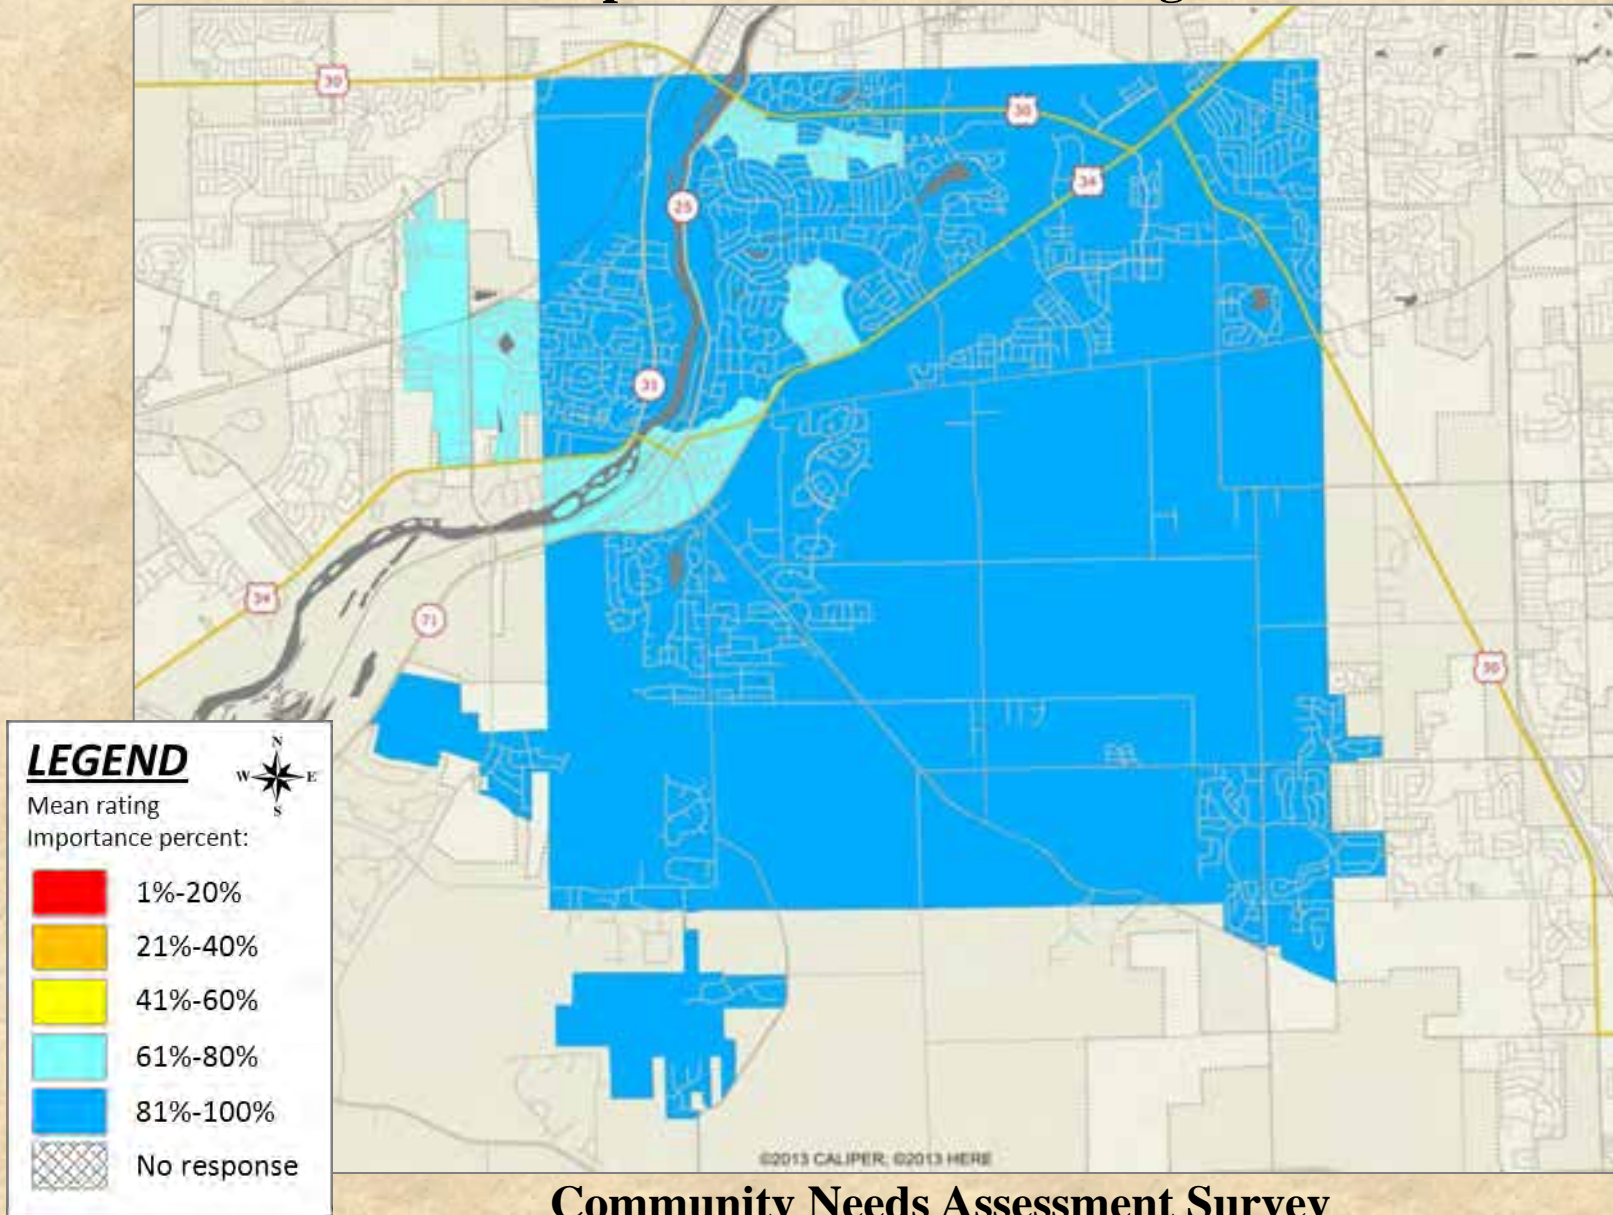 30
30
34
25
31
34
71
30
LEGEND
N
W E
S
Mean rating
Importance percent:
1%-20%
21%-40%
41%-60%
61%-80%
81%-100%
No response
©2013 CALIPER, ©2013 HERE
Community Needs Assessment Survey